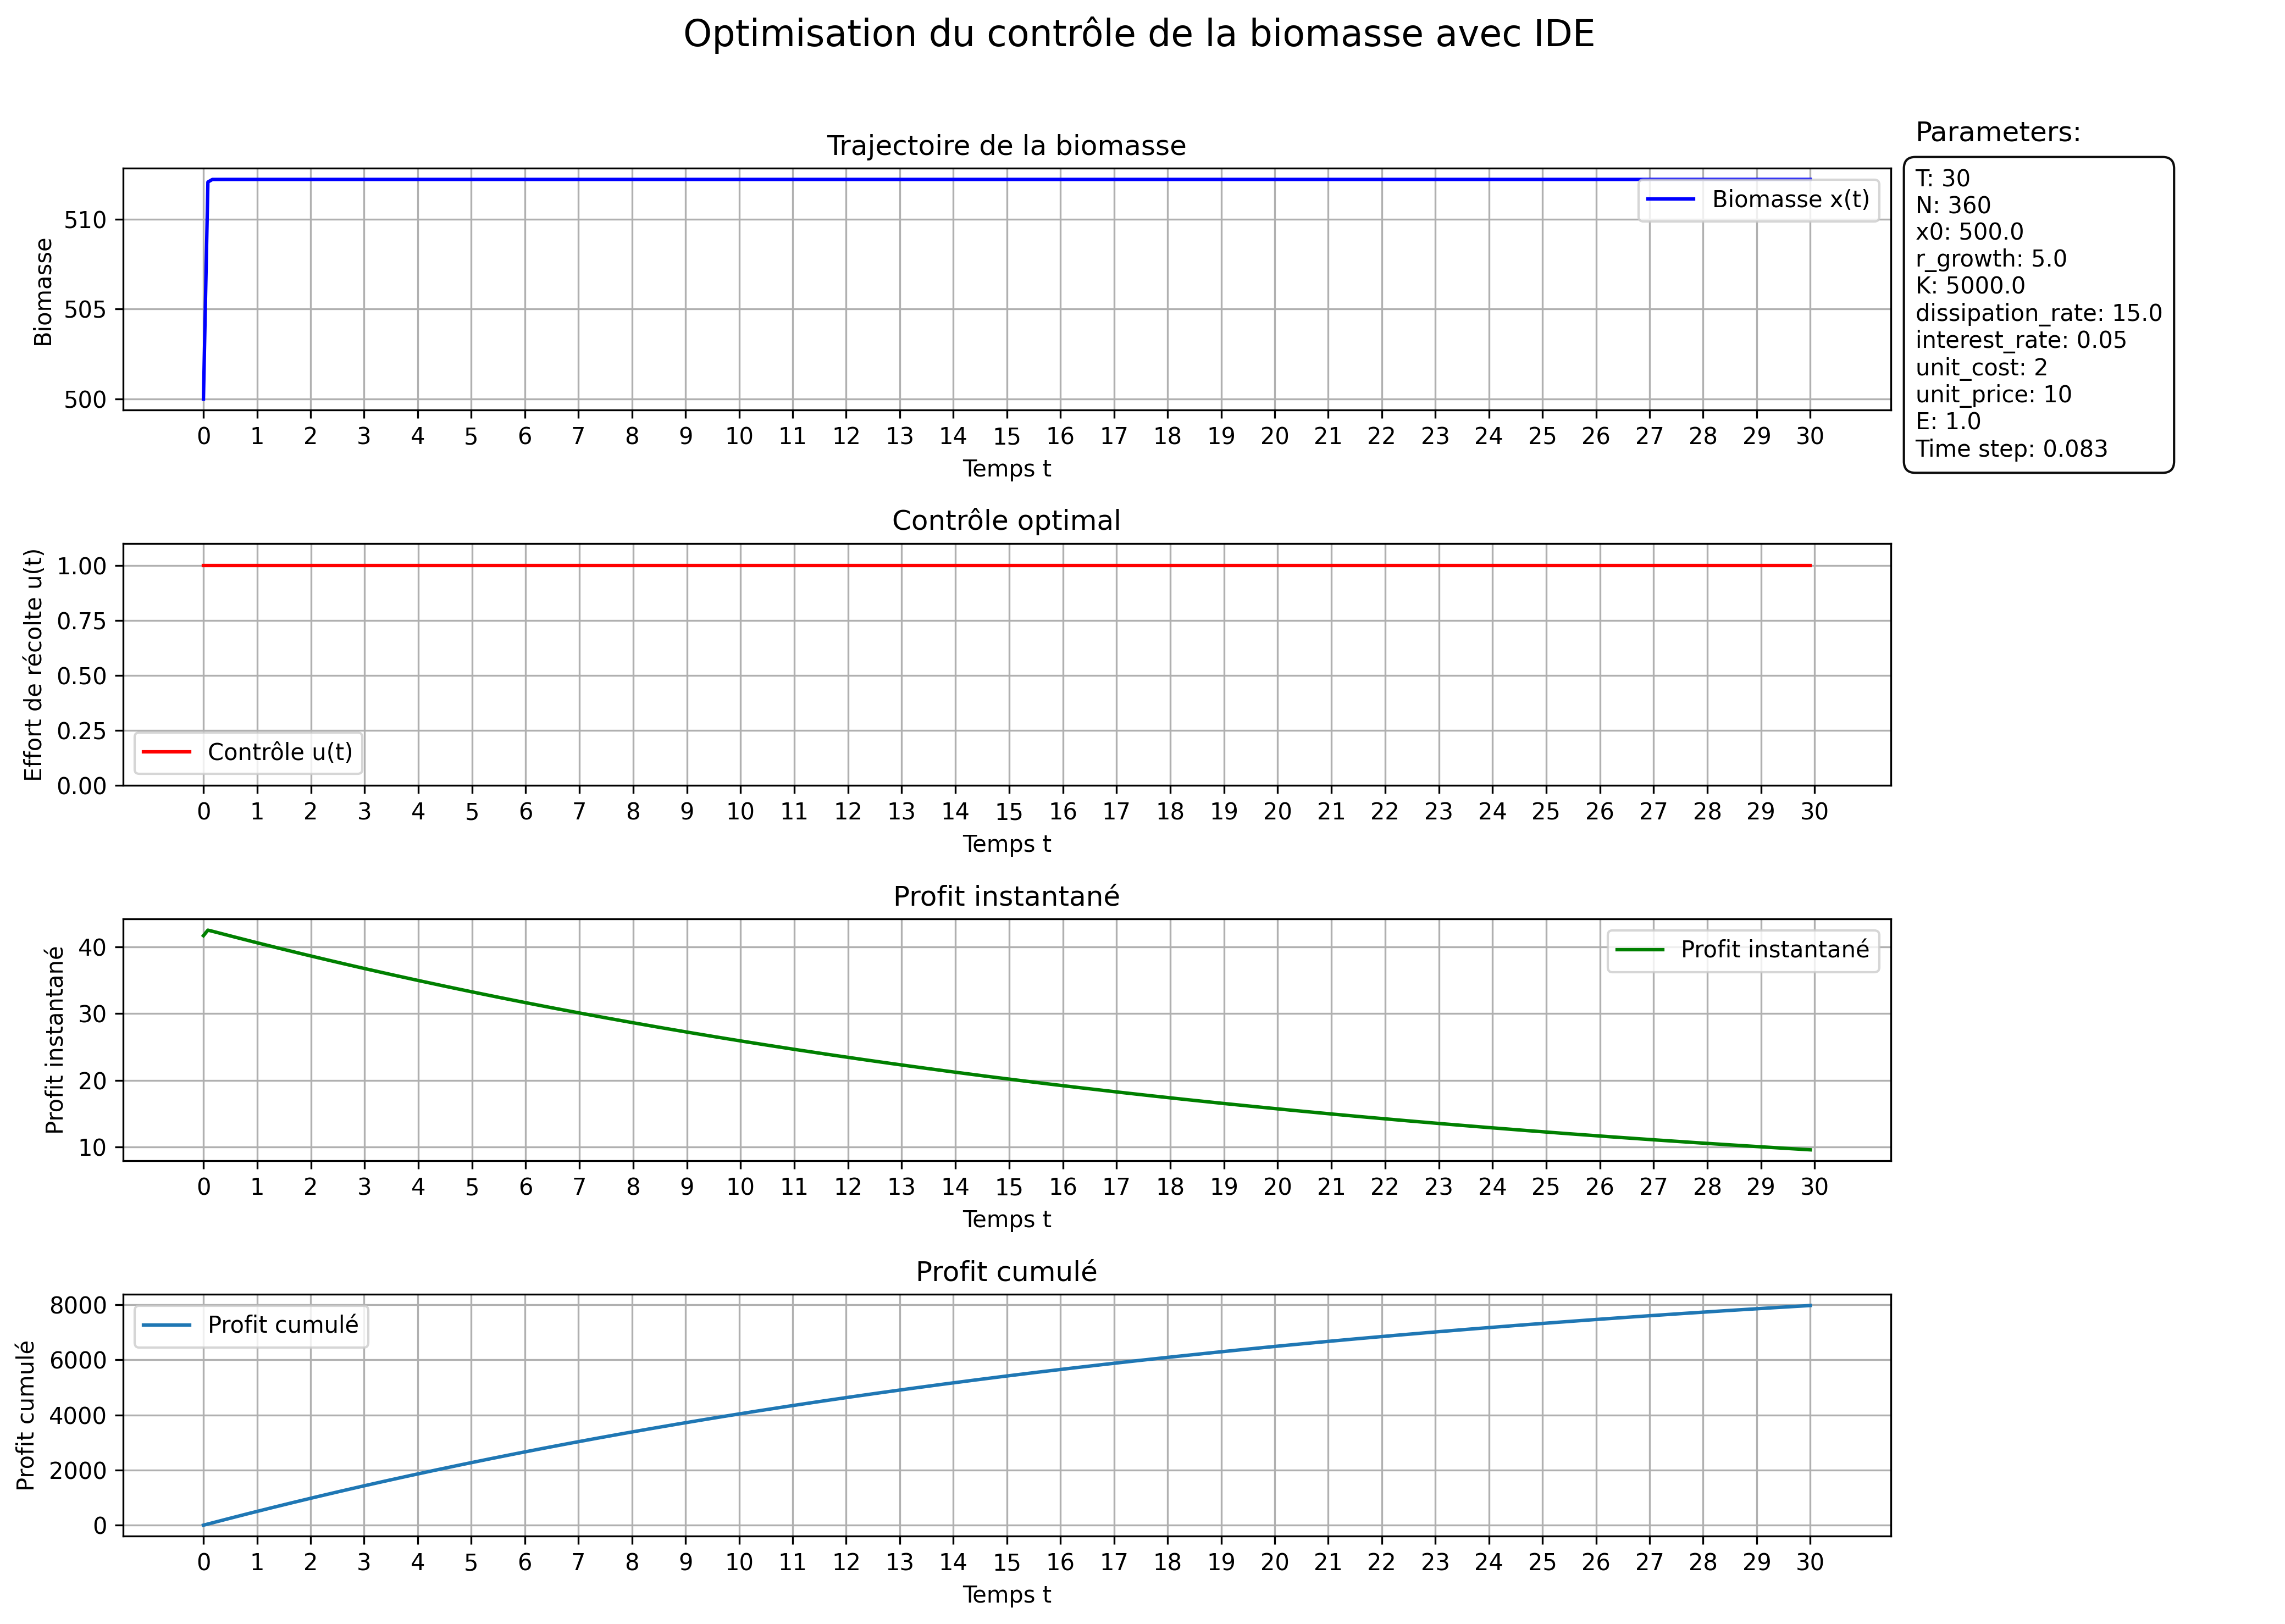 Optimisation du contrôle de la biomasse avec IDE
Trajectoire de la biomasse
Biomasse
510
505
500
Biomasse x(t)
0 1 2 3 4 5 6 7 8 9 10 11 12 13 14 15 16 17 18 19 20 21 22 23 24 25 26 27 28 29 30
Temps t
Parameters:
T: 30
N: 360
x0: 500.0
r_growth: 5.0
K: 5000.0
dissipation_rate: 15.0
interest_rate: 0.05
unit_cost: 2
unit_price: 10
E: 1.0
Time step: 0.083
Contrôle optimal
Effort de récolte u(t)
1.00
0.75
0.50
0.25
0.00
Contrôle u(t)
0 1 2 3 4 5 6 7 8 9 10 11 12 13 14 15 16 17 18 19 20 21 22 23 24 25 26 27 28 29 30
Temps t
Profit instantané
Profit instantané
40
30
20
10
Profit instantané
0 1 2 3 4 5 6 7 8 9 10 11 12 13 14 15 16 17 18 19 20 21 22 23 24 25 26 27 28 29 30
Temps t
Profit cumulé
Profit cumulé
8000
6000
4000
2000
0
Profit cumulé
0 1 2 3 4 5 6 7 8 9 10 11 12 13 14 15 16 17 18 19 20 21 22 23 24 25 26 27 28 29 30
Temps t